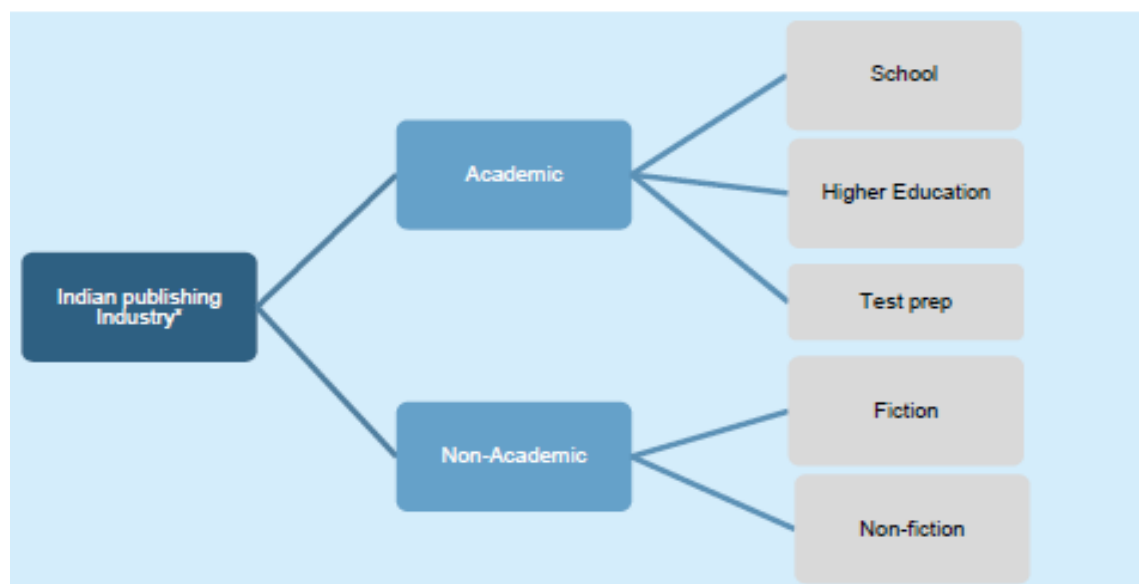 School
Academic
Higher Education
Indian publishing
Industry*
Test prep
Fiction
Non-Academic
Non-fiction